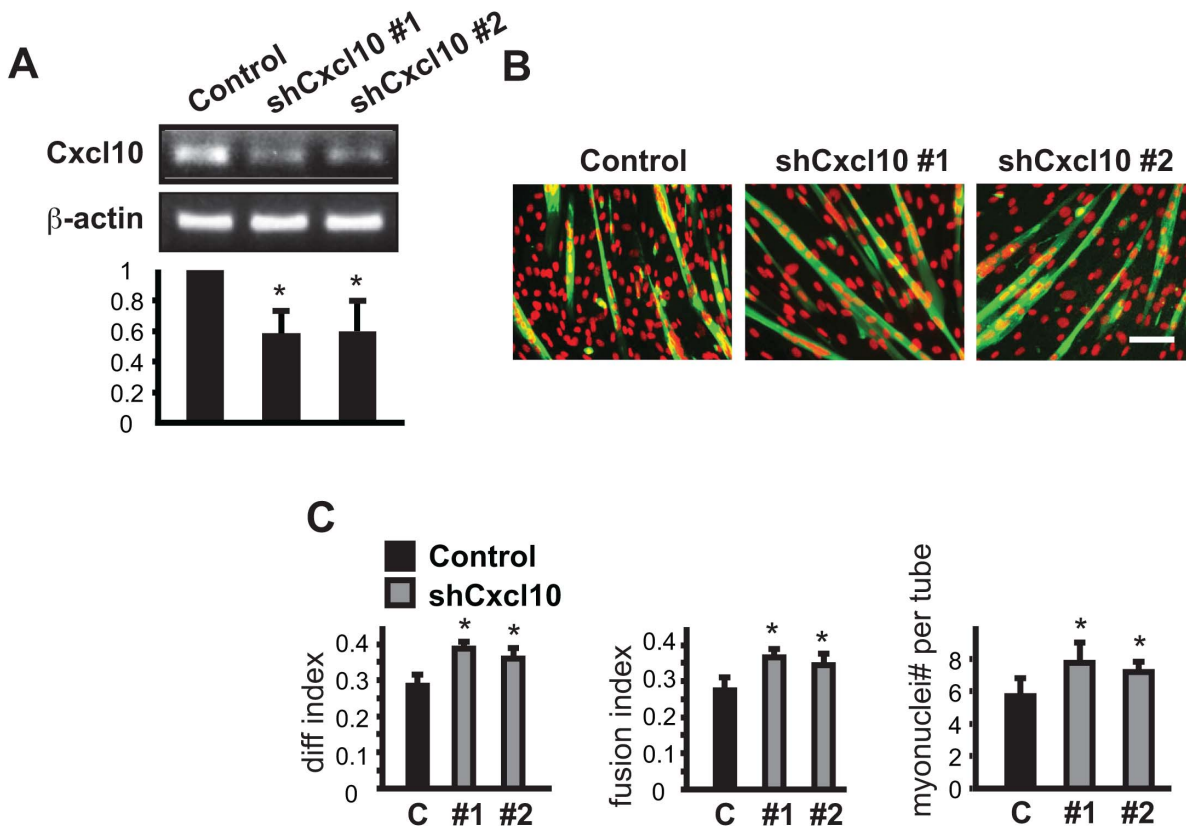 A
Control
shCxcl10 #1
shCxcl10 #2
Cxcl10
β-actin
1
0.8
0.6
0.4
0.2
0
* *
B
Control shCxcl10 #1 shCxcl10 #2
C
Control
shCxcl10
diff index
0.4
0.3
0.2
0.1
0
* *
C #1 #2
fusion index
0.4
0.3
0.2
0.1
0
* *
C #1 #2
myonuclei# per tube
8
6
4
2
0
* *
C #1 #2